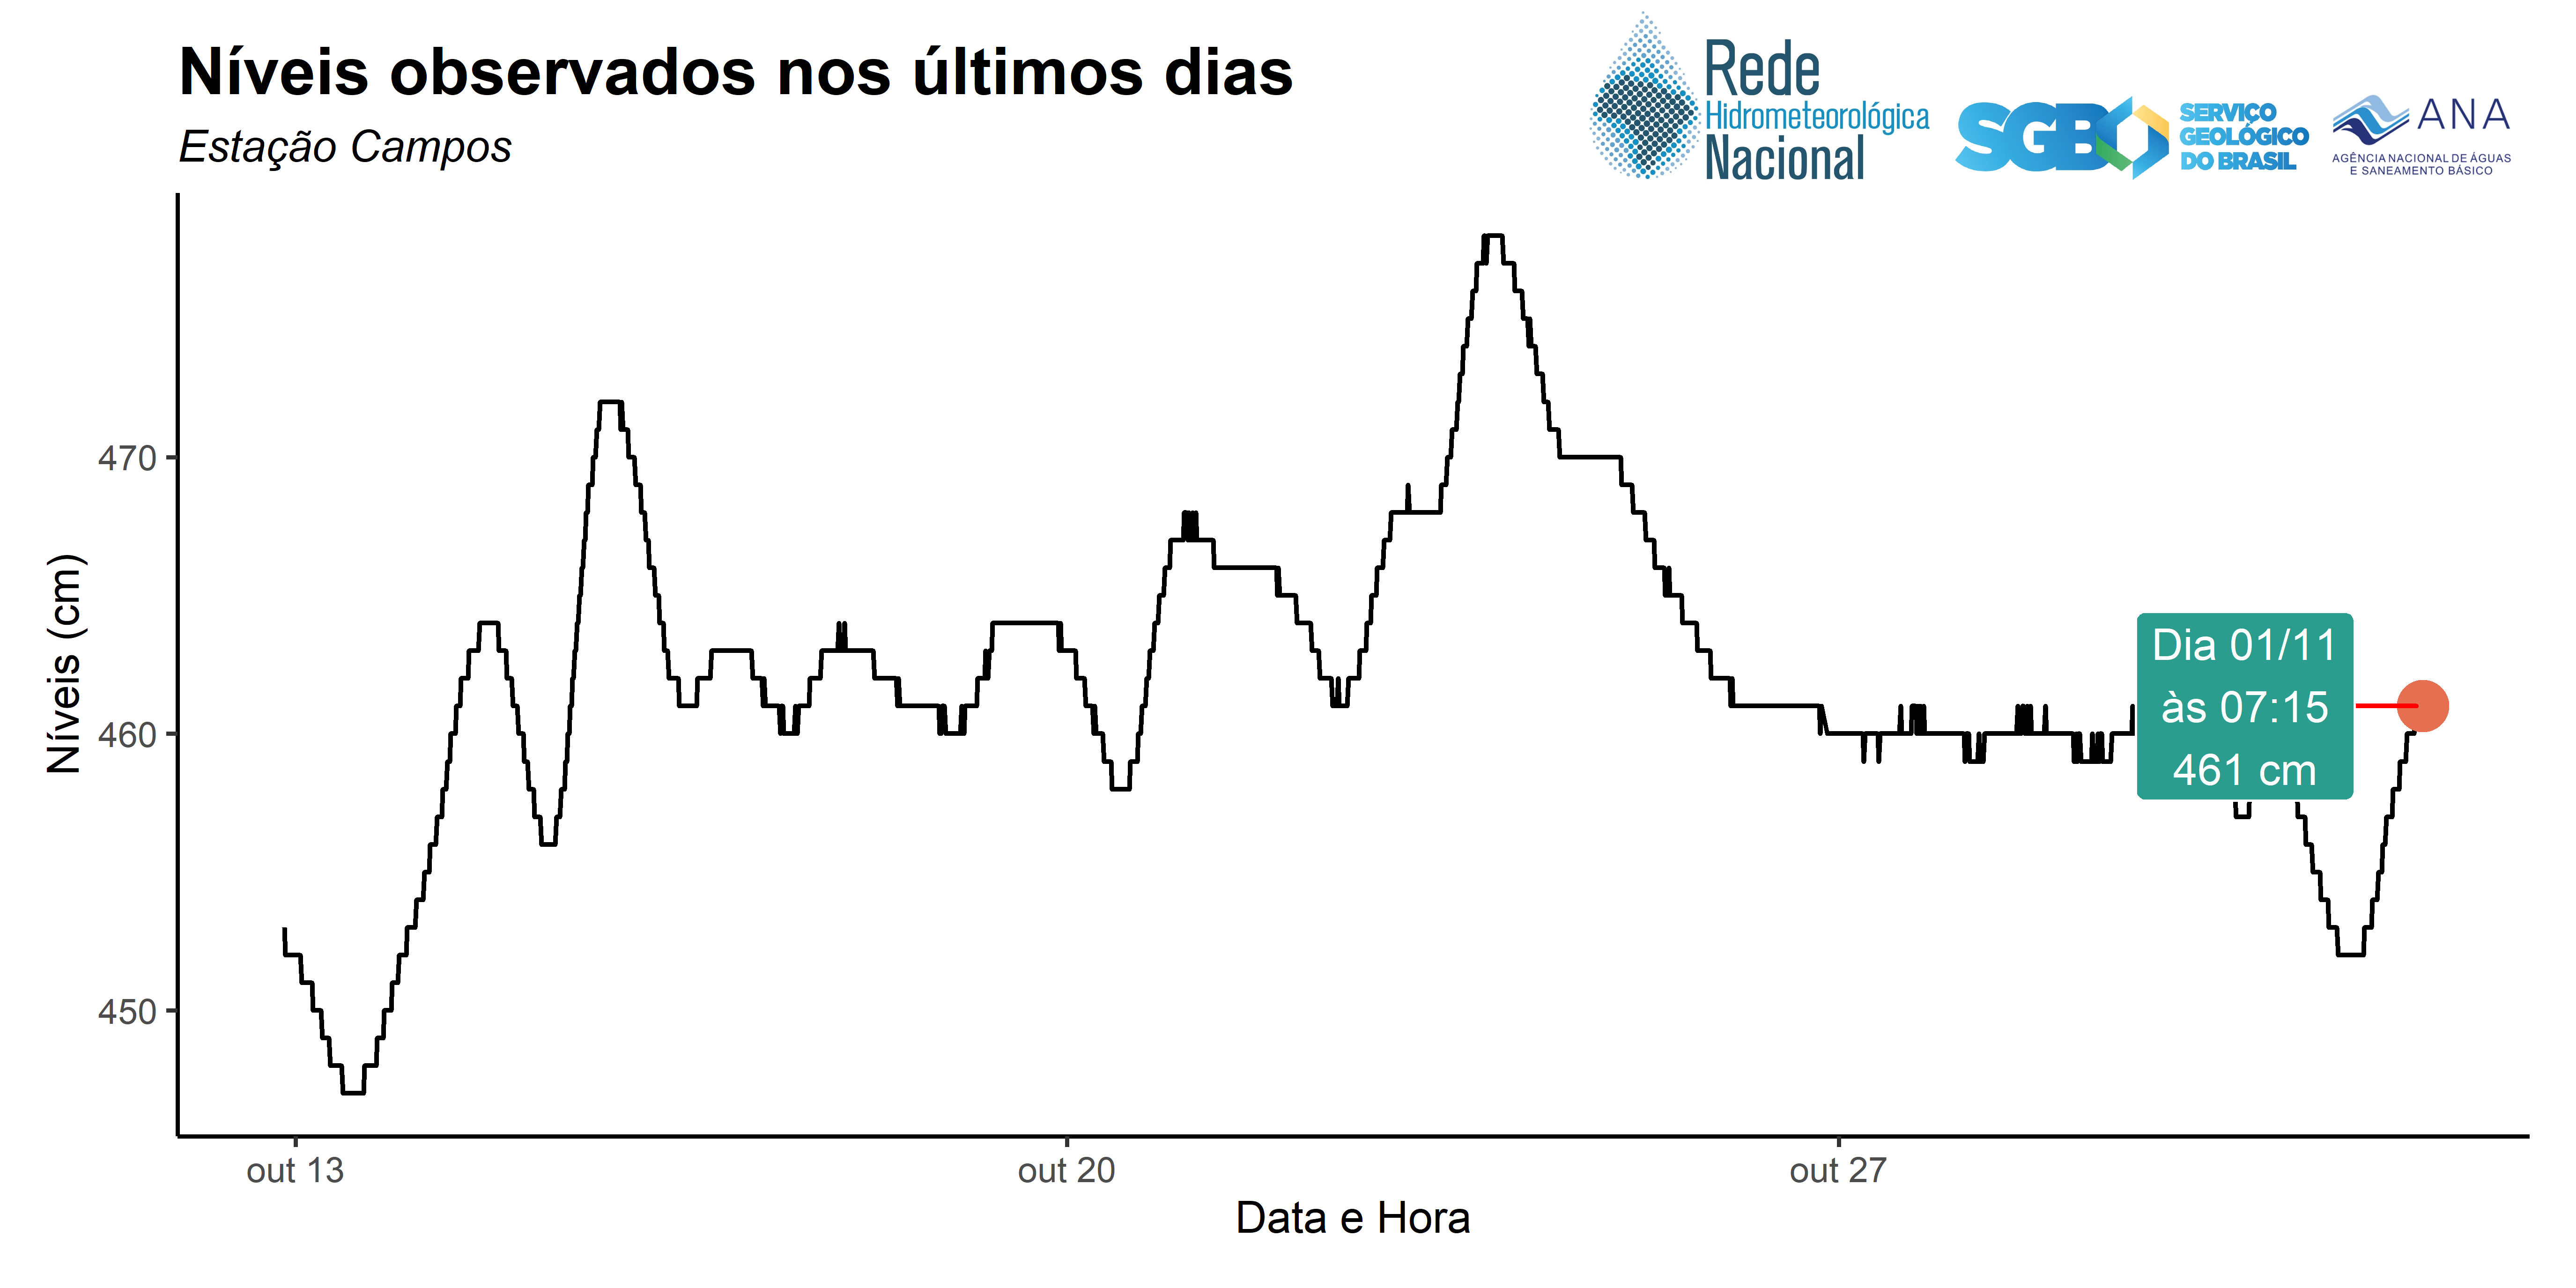 Níveis observados nos últimos dias
Estação Campos
Rede
Hidrometeorológica
Nacional
SGB
SERVIÇO
GEOLÓGICO
DO BRASIL
ANA
AGÊNCIA NACIONAL DE ÁGUAS
E SANEAMENTO BÁSICO
Níveis (cm)
470
460
450
Dia 01/11
às 07:15
461 cm
out 13
out 20
out 27
Data e Hora